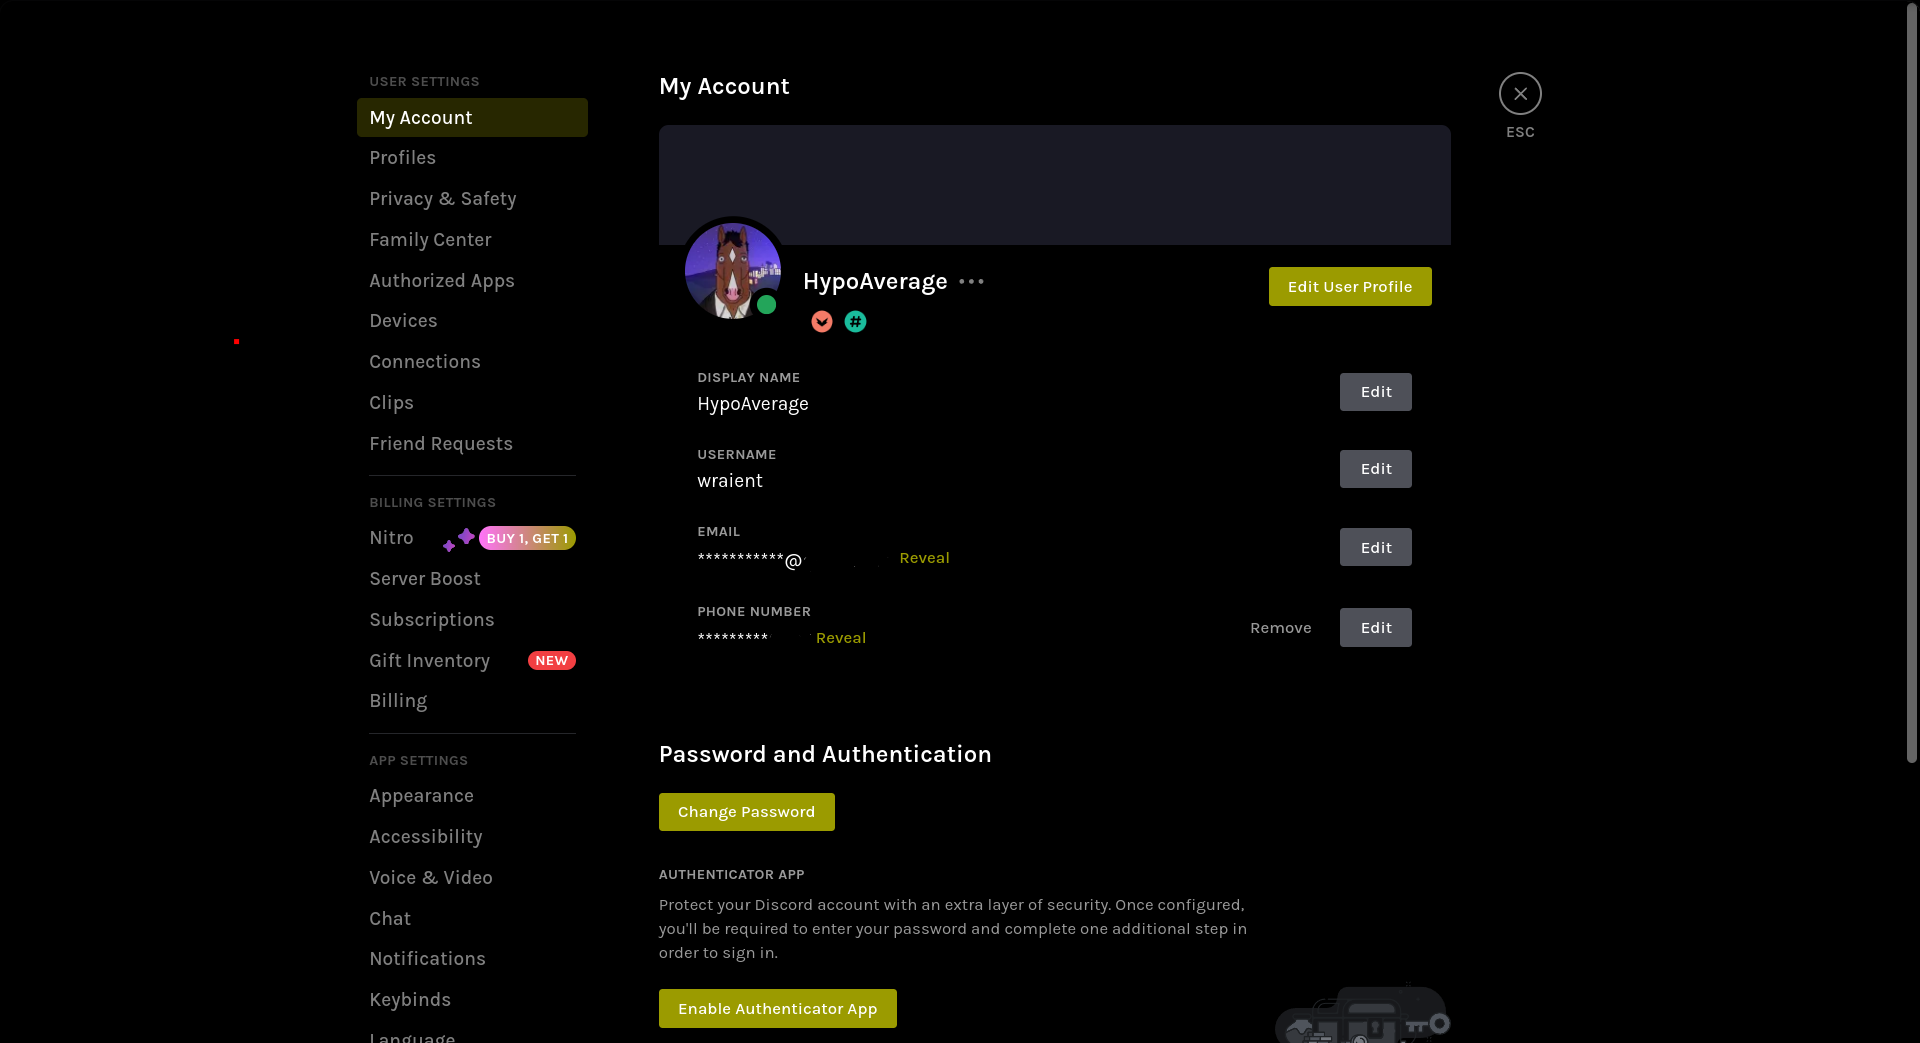 USER SETTINGS
My Account
Profiles
Privacy & Safety
Family Center
Authorized Apps
Devices
Connections
Clips
Friend Requests
BILLING SETTINGS
Nitro BUY 1, GET 1
Server Boost
Subscriptions
Gift Inventory NEW
Billing
APP SETTINGS
Appearance
Accessibility
Voice & Video
Chat
Notifications
Keybinds
Language
My Account
ESC
HypoAverage
Edit User Profile
DISPLAY NAME
HypoAverage
Edit
USERNAME
wraient
Edit
EMAIL
***********@ Reveal
Edit
PHONE NUMBER
********* Reveal
Remove Edit
Password and Authentication
Change Password
AUTHENTICATOR APP
Protect your Discord account with an extra layer of security. Once configured,
you'll be required to enter your password and complete one additional step in
order to sign in.
Enable Authenticator App